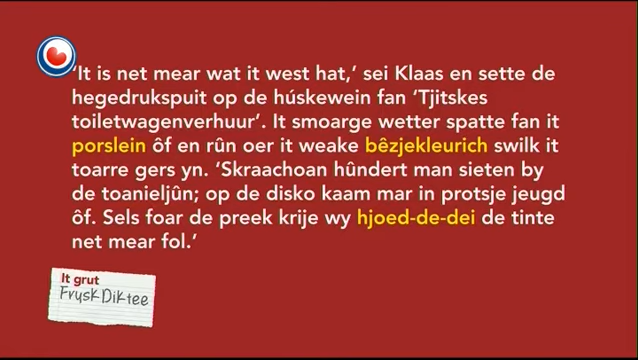 'It is net mear wat it west hat,' sei Klaas en sette de
hegedrukspuit op de húskewein fan 'Tjitskes
toiletwagenverhuur'. It smoarge wetter spatte fan it
porslein ôf en rûn oer it weake bêzjekleurich swilk it
toarre gers yn. 'Skraachoan hûndert man sieten by
de toanieljûn; op de disko kaam mar in protsje jeugd
ôf. Sels foar de preek krije wy hjoed-de-dei de tinte
net mear fol.'
It grut
Frysk Diktee